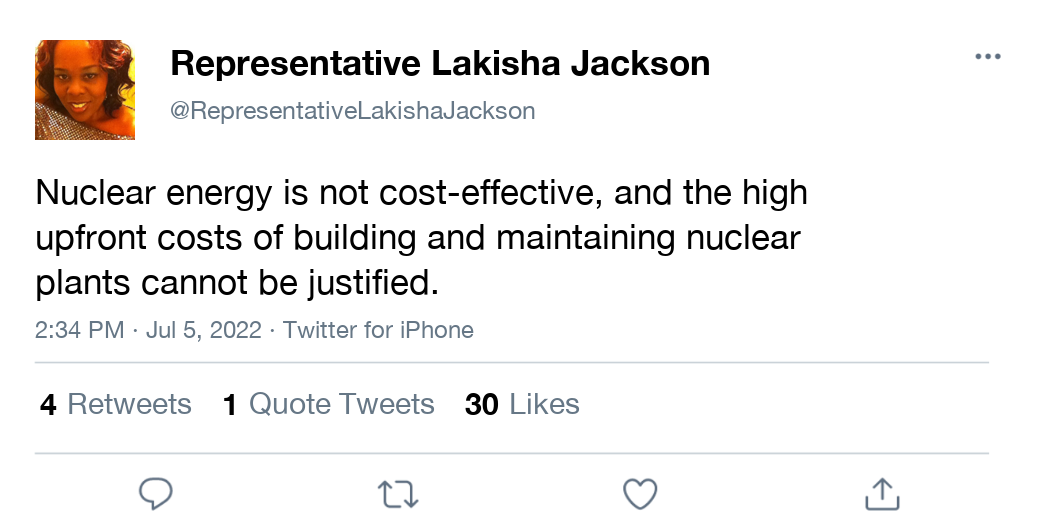 Representative Lakisha Jackson
@RepresentativeLakishaJackson
Nuclear energy is not cost-effective, and the high
upfront costs of building and maintaining nuclear
plants cannot be justified.
2:34 PM · Jul 5, 2022 · Twitter for iPhone
4 Retweets 1 Quote Tweets 30 Likes